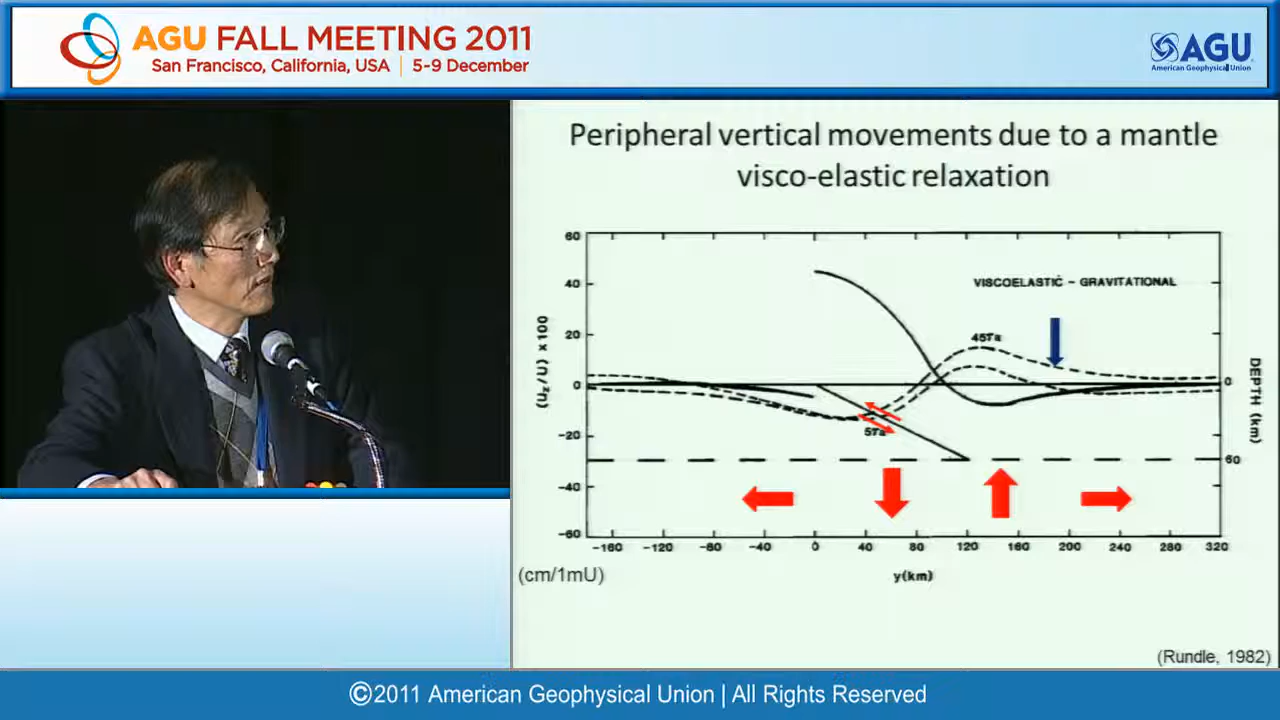 AGU FALL MEETING 2011
San Francisco, California, USA | 5-9 December
AGU
American Geophysical Union
Peripheral vertical movements due to a mantle
visco-elastic relaxation
VISCOELASTIC - GRAVITATIONAL
60
40
20
0
-20
-40
-60
(Uz/U) x 100
45Ta
5Ta
0
60
DEPTH (km)
-160 -120 -80 -40 0 40 80 120 160 200 240 280 320
(cm/1mU)
y(km)
(Rundle, 1982)
©2011 American Geophysical Union | All Rights Reserved